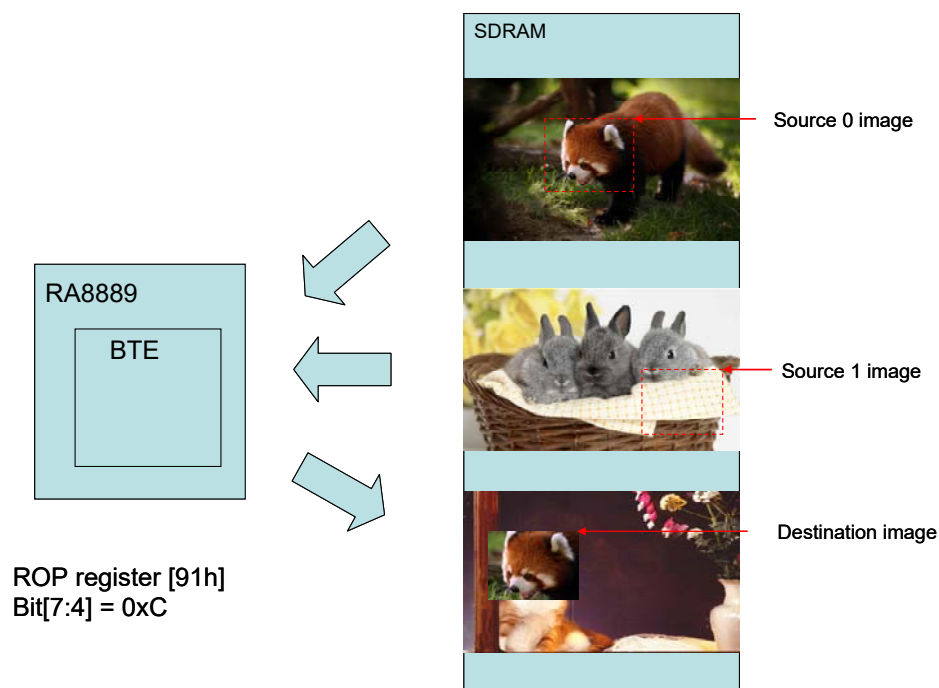 SDRAM
Source 0 image
RA8889
BTE
Source 1 image
Destination image
ROP register [91h]
Bit[7:4] = 0xC